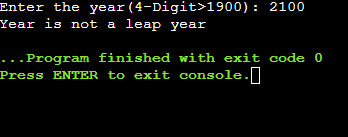 Enter the year(4-Digit>1900): 2100
Year is not a leap year
...Program finished with exit code 0
Press ENTER to exit console.